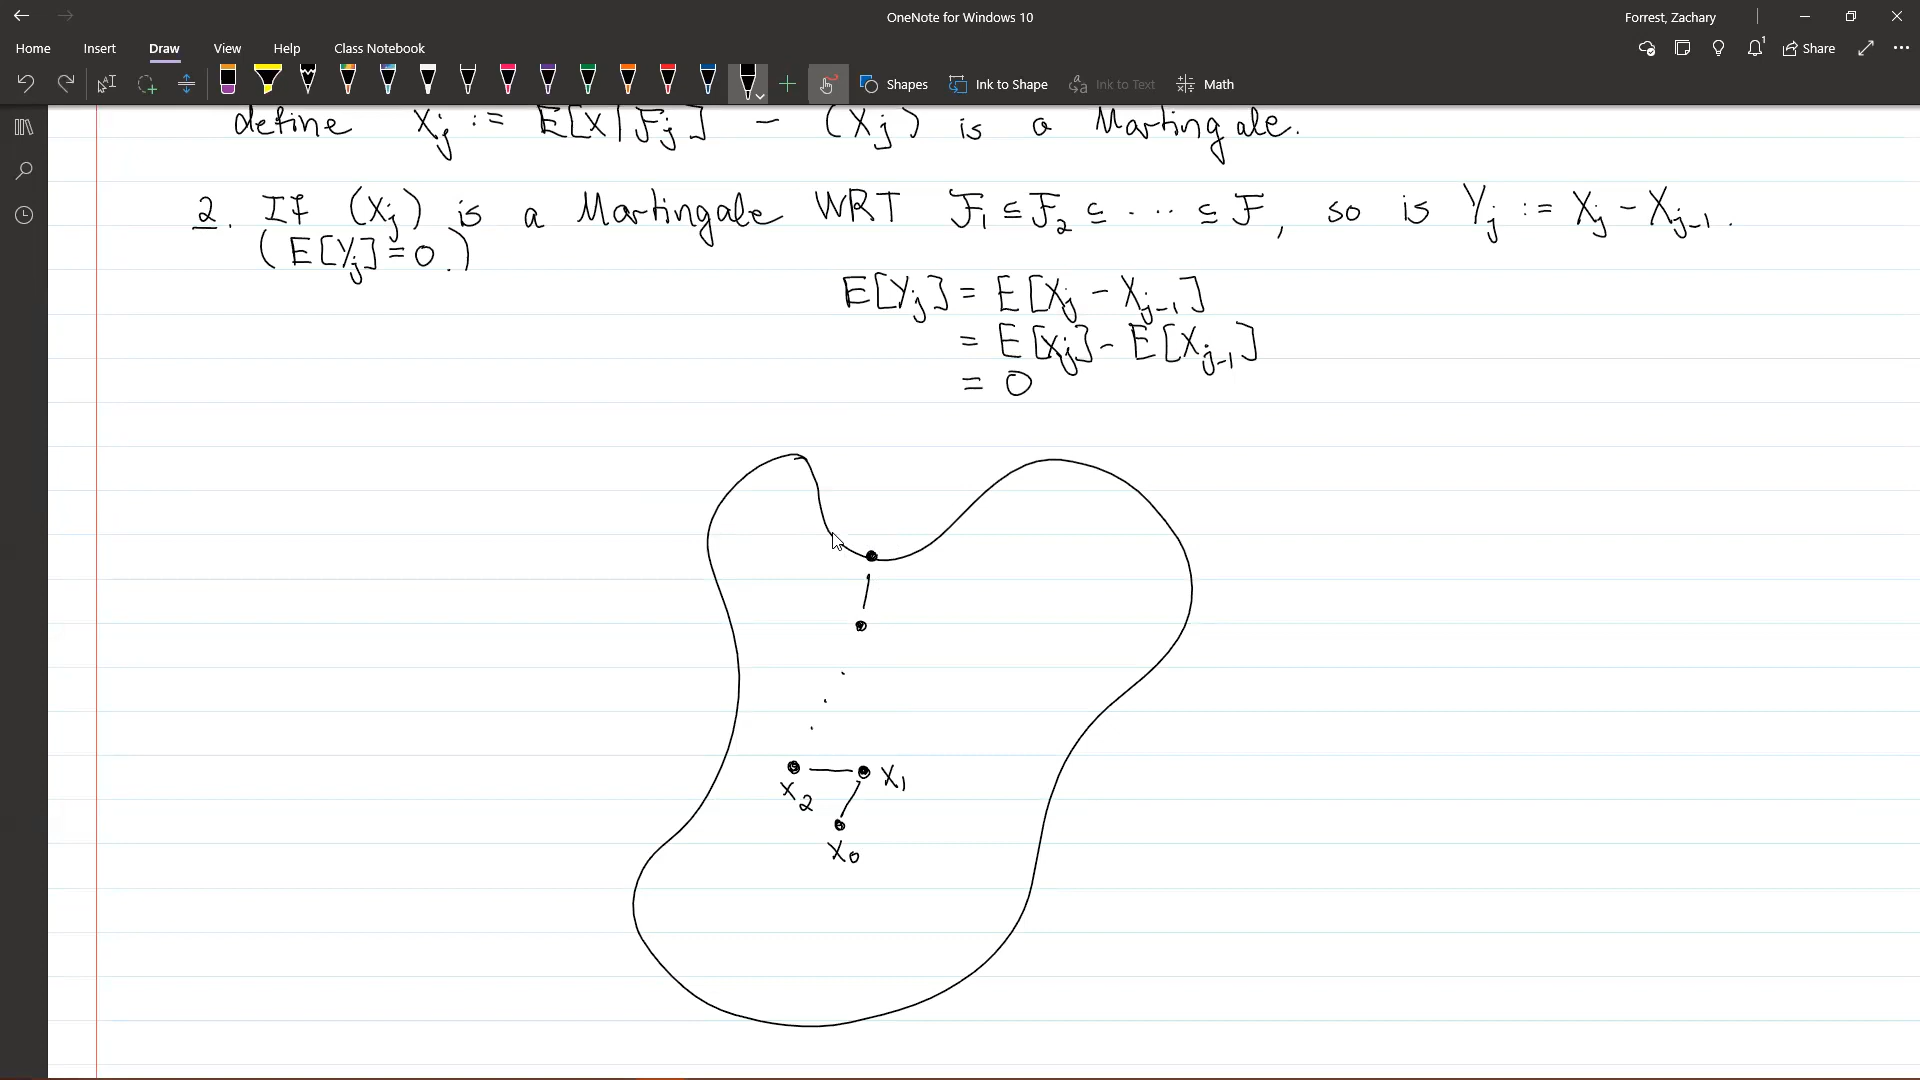 OneNote for Windows 10
Forrest, Zachary
Home Insert Draw View Help Class Notebook
Share
Shapes Ink to Shape Ink to Text Math
define Xj := E[X|Fj] - (Xj) is a Martingale.
2. If (Xj) is a Martingale WRT F₁ ⊆ F₂ ⊆ ... ⊆ F, so is Yj := Xj - Xj-1.
(E[Yj] = 0.)
E[Yj] = E[Xj - Xj-1]
= E[Xj] - E[Xj-1]
= 0
X₂ X₁
X₀